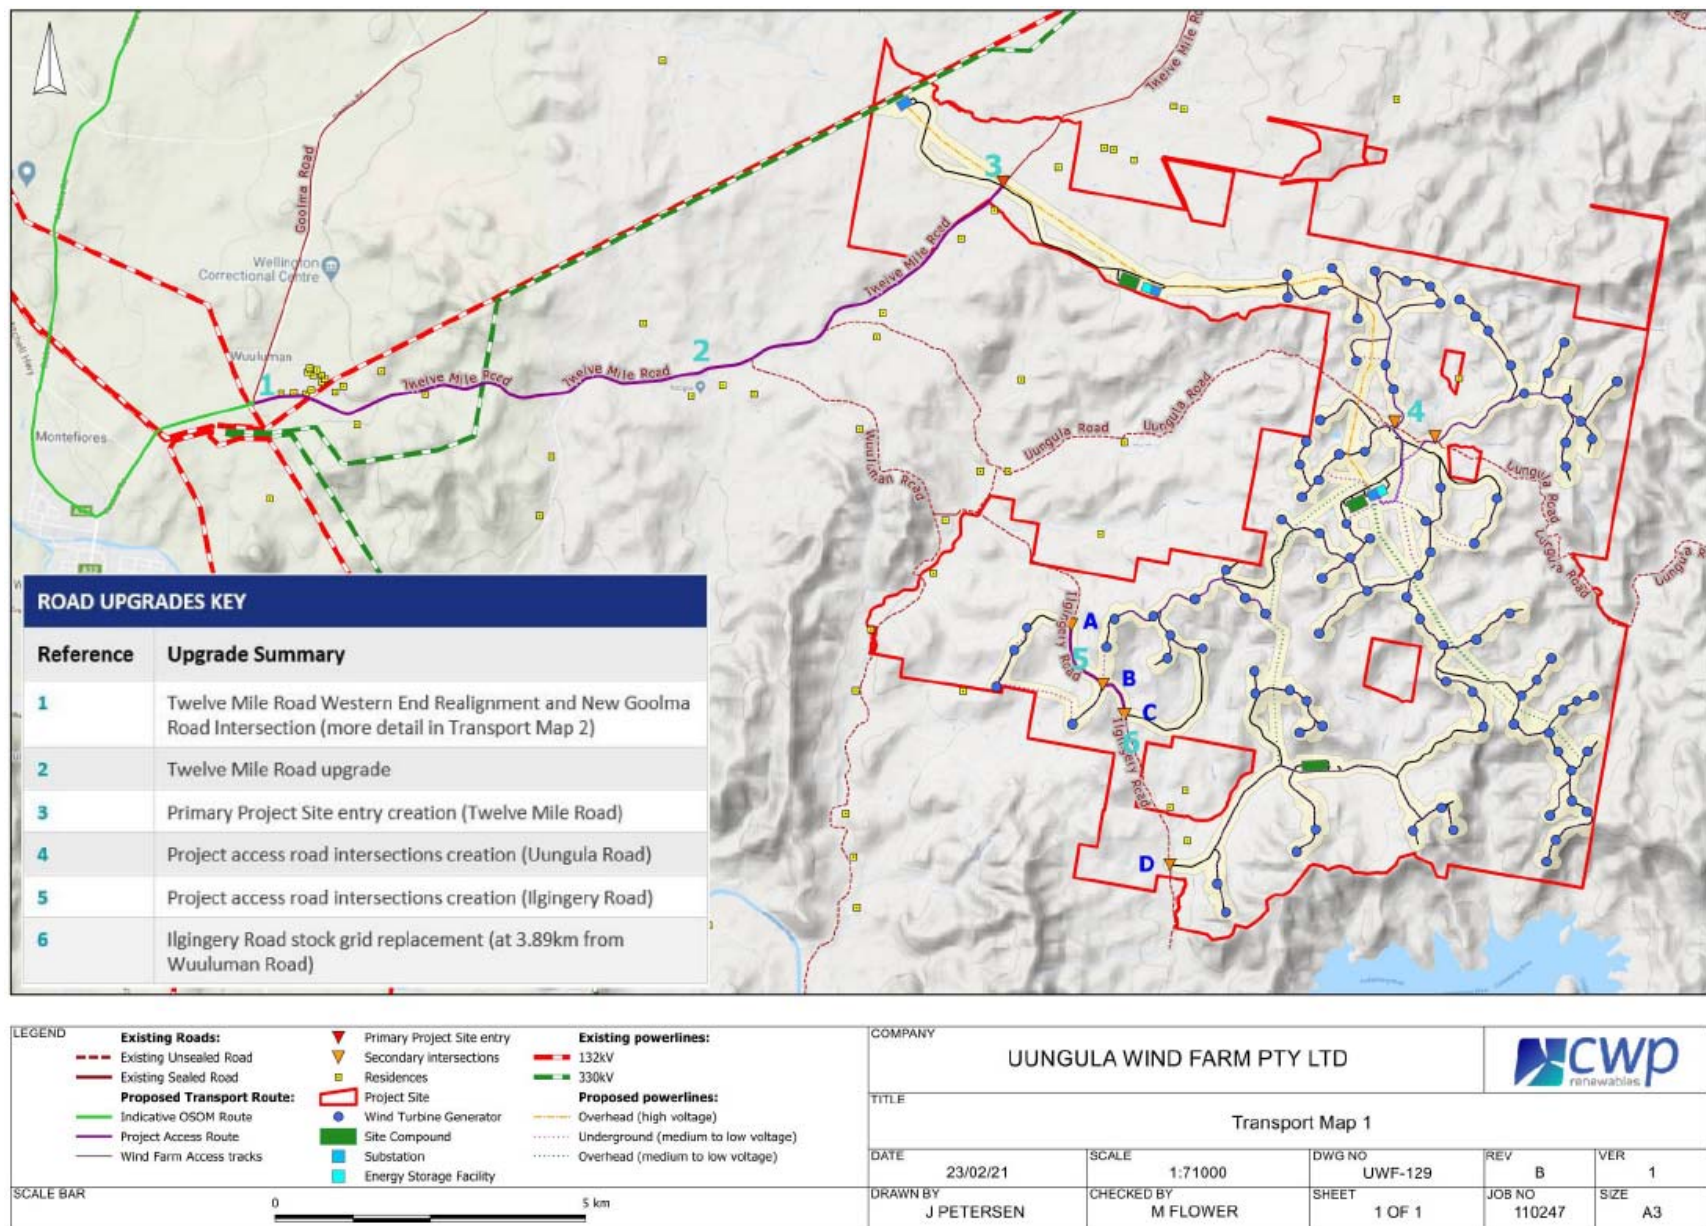 Twelve Mile Road
Goolma Road
3
Wellington
Correctional Centre
Twelve Mile Road
Wuuluman
2
1
Twelve Mile Road
Twelve Mile Road
Uungula Road
4
Montefiores
Uungula Road
Wuuluman Road
Uungula Road
Uungula Road
Uungula Road
Ilgingery Road
A
5
B
C
6
Ilgingery Road
D
ROAD UPGRADES KEY
Reference Upgrade Summary
1 Twelve Mile Road Western End Realignment and New Goolma
Road Intersection (more detail in Transport Map 2)
2 Twelve Mile Road upgrade
3 Primary Project Site entry creation (Twelve Mile Road)
4 Project access road intersections creation (Uungula Road)
5 Project access road intersections creation (Ilgingery Road)
6 Ilgingery Road stock grid replacement (at 3.89km from
Wuuluman Road)
LEGEND
Existing Roads:
Existing Unsealed Road
Existing Sealed Road
Proposed Transport Route:
Indicative OSOM Route
Project Access Route
Wind Farm Access tracks
Primary Project Site entry
Secondary intersections
Residences
Project Site
Wind Turbine Generator
Site Compound
Substation
Energy Storage Facility
Existing powerlines:
132kV
330kV
Proposed powerlines:
Overhead (high voltage)
Underground (medium to low voltage)
Overhead (medium to low voltage)
SCALE BAR
0 5 km
COMPANY
UUNGULA WIND FARM PTY LTD
cwp
renewables
TITLE
Transport Map 1
DATE SCALE DWG NO REV VER
23/02/21 1:71000 UWF-129 B 1
DRAWN BY CHECKED BY SHEET JOB NO SIZE
J PETERSEN M FLOWER 1 OF 1 110247 A3